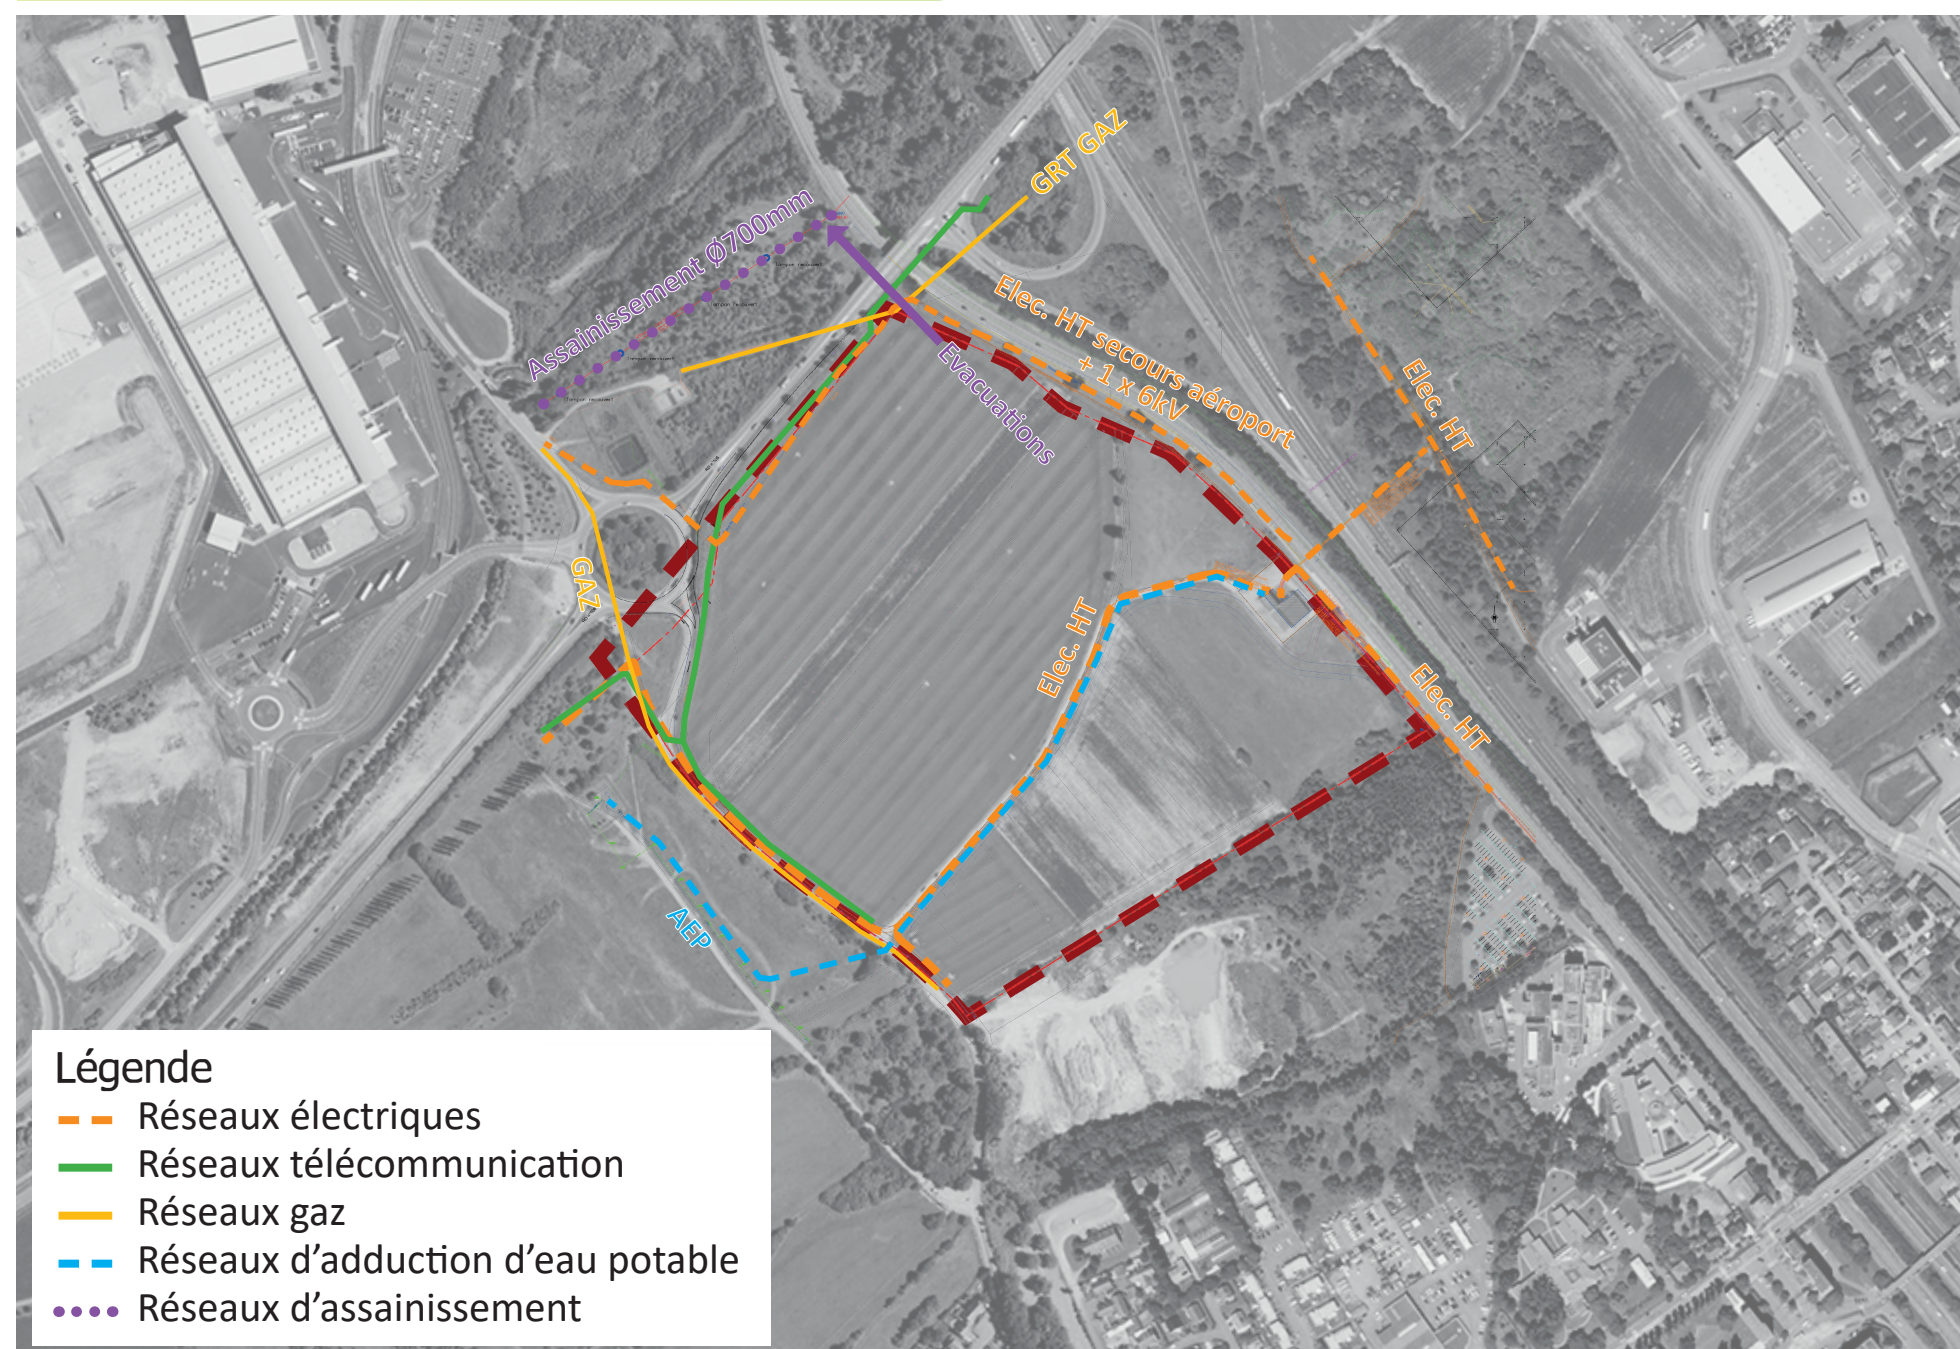 GRT GAZ
Assainissement Ø700mm
Elec. HT secours aéroport
+ 1 x 6kV
Evacuations
Elec. HT
GAZ
Elec. HT
Elec. HT
AEP
Légende
Réseaux électriques
Réseaux télécommunication
Réseaux gaz
Réseaux d'adduction d'eau potable
Réseaux d'assainissement